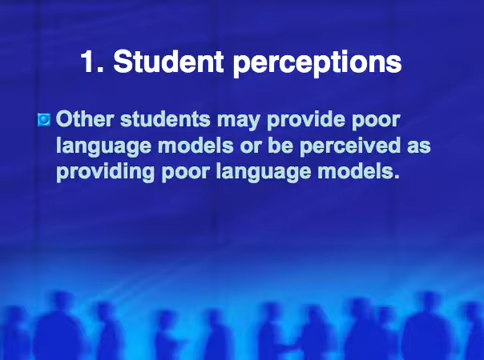 1. Student perceptions
Other students may provide poor
language models or be perceived as
providing poor language models.